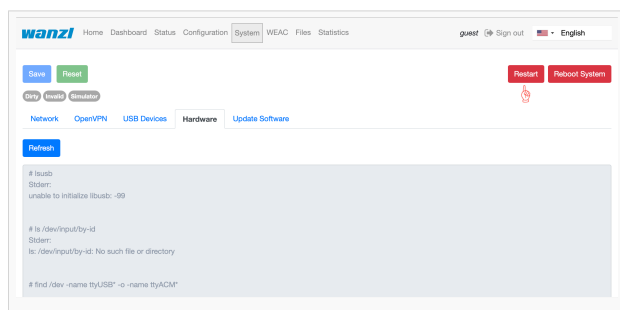 wanzl Home Dashboard Status Configuration System WEAC Files Statistics guest Sign out English
Save Reset Restart Reboot System
Dirty Invalid Simulator
Network OpenVPN USB Devices Hardware Update Software
Refresh
# lsusb
Stderr:
unable to initialize libusb: -99
# ls /dev/input/by-id
Stderr:
ls: /dev/input/by-id: No such file or directory
# find /dev -name ttyUSB* -o -name ttyACM*